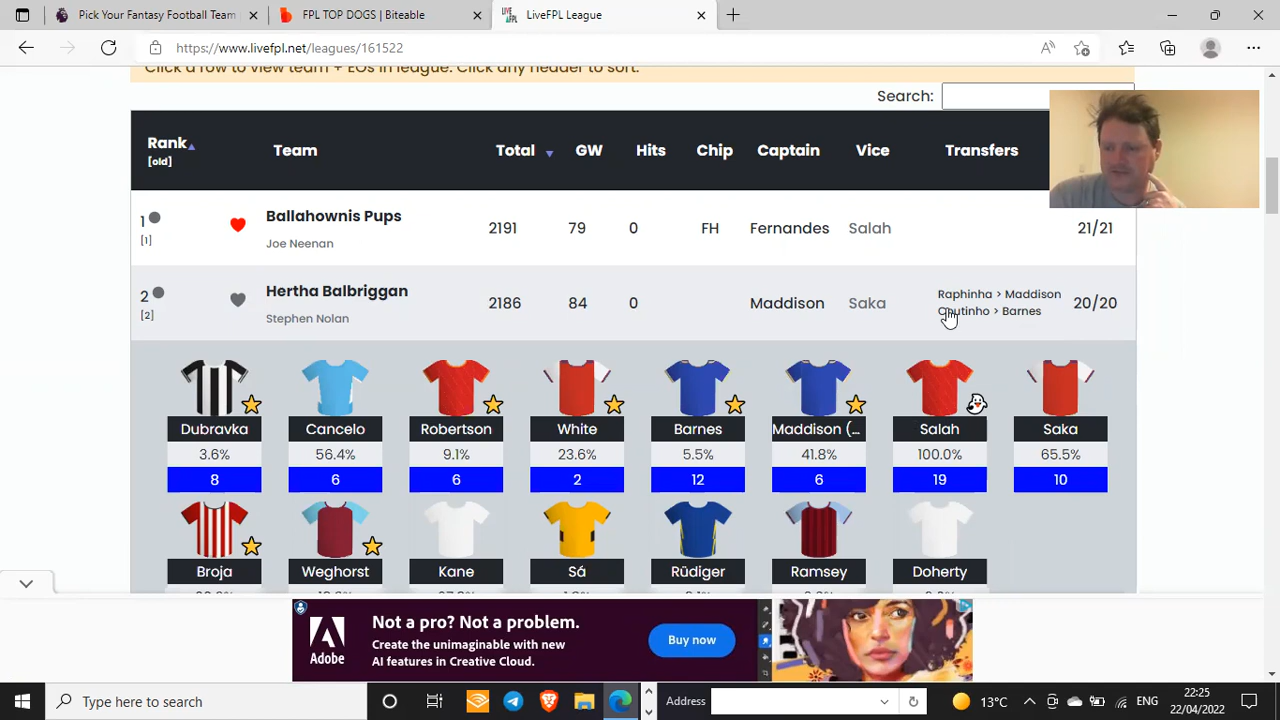 Pick Your Fantasy Football Team
FPL TOP DOGS | Biteable
LiveFPL League
https://www.livefpl.net/leagues/161522
Click a row to view team + EOs in league. Click any header to sort.
Search:
Rank
[old]
Team
Total
GW
Hits
Chip
Captain
Vice
Transfers
1
[1]
Ballahownis Pups
Joe Neenan
2191
79
0
FH
Fernandes
Salah
21/21
2
[2]
Hertha Balbriggan
Stephen Nolan
2186
84
0
Maddison
Saka
Raphinha > Maddison
Coutinho > Barnes
20/20
Dubravka Cancelo Robertson White Barnes Maddison (... Salah Saka
3.6% 56.4% 9.1% 23.6% 5.5% 41.8% 100.0% 65.5%
8 6 6 2 12 6 19 10
Broja Weghorst Kane Sá Rüdiger Ramsey Doherty
Adobe
Not a pro? Not a problem.
Create the unimaginable with new
AI features in Creative Cloud.
Buy now
Type here to search
Address
13°C
ENG
22:25
22/04/2022